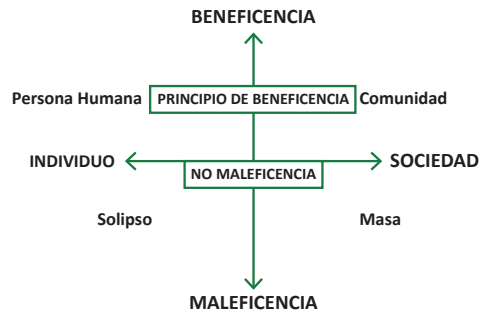 BENEFICENCIA
Persona Humana PRINCIPIO DE BENEFICENCIA Comunidad
INDIVIDUO SOCIEDAD
NO MALEFICENCIA
Solipso Masa
MALEFICENCIA